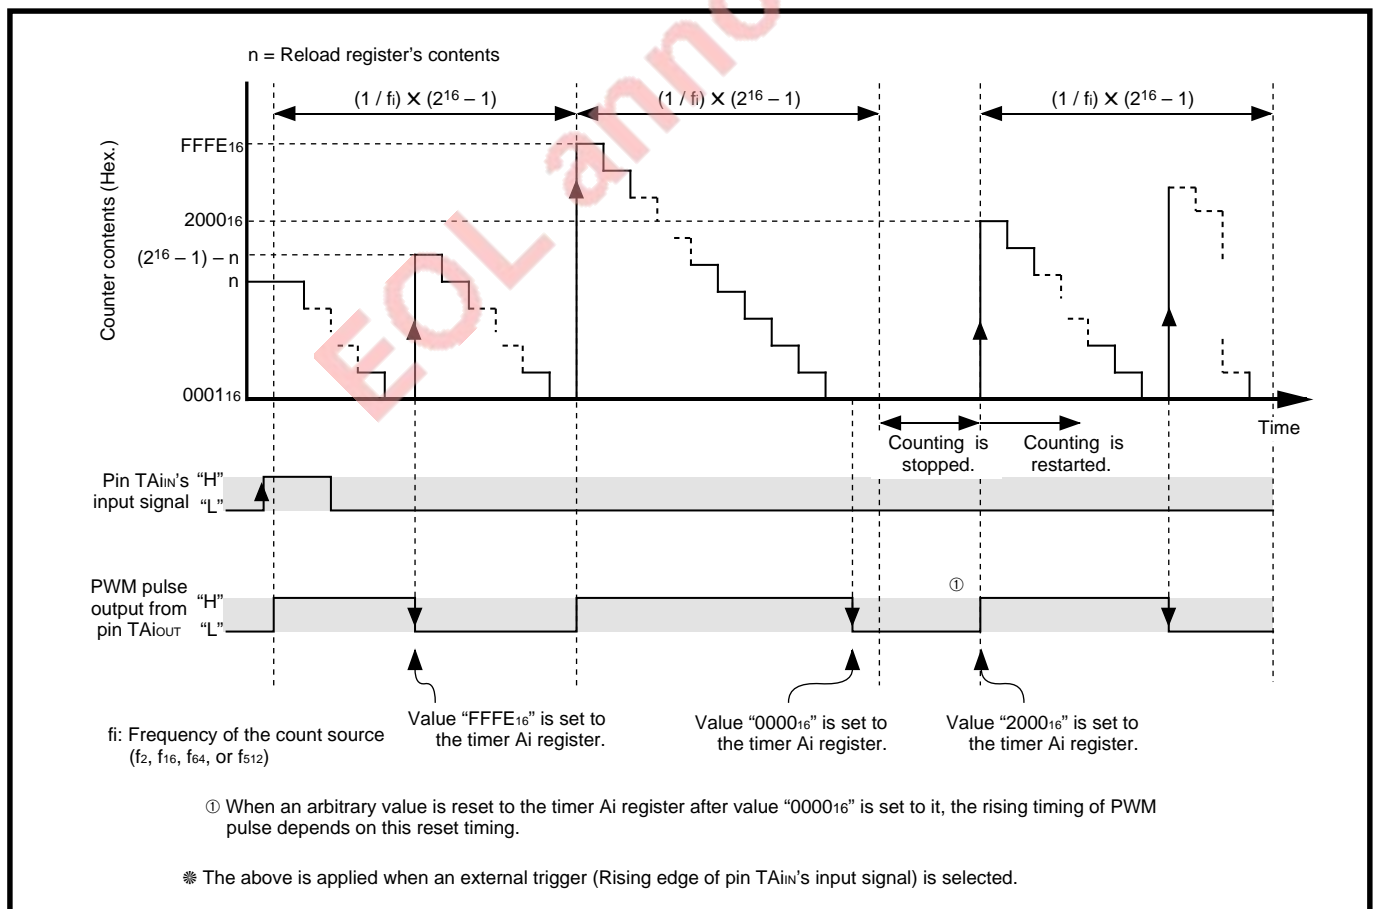 n = Reload register's contents
(1 / fi) X (2¹⁶ – 1)
(1 / fi) X (2¹⁶ – 1)
(1 / fi) X (2¹⁶ – 1)
Counter contents (Hex.)
FFFE₁₆
2000₁₆
(2¹⁶ – 1) – n
n
0001₁₆
EOL anno
Time
Counting is
stopped.
Counting is
restarted.
Pin TAiIN's
input signal
"H"
"L"
PWM pulse
output from
pin TAiOUT
"H"
"L"
①
Value "FFFE₁₆" is set to
the timer Ai register.
Value "0000₁₆" is set to
the timer Ai register.
Value "2000₁₆" is set to
the timer Ai register.
fi: Frequency of the count source
(f₂, f₁₆, f₆₄, or f₅₁₂)
① When an arbitrary value is reset to the timer Ai register after value "0000₁₆" is set to it, the rising timing of PWM
pulse depends on this reset timing.
❊ The above is applied when an external trigger (Rising edge of pin TAiIN's input signal) is selected.